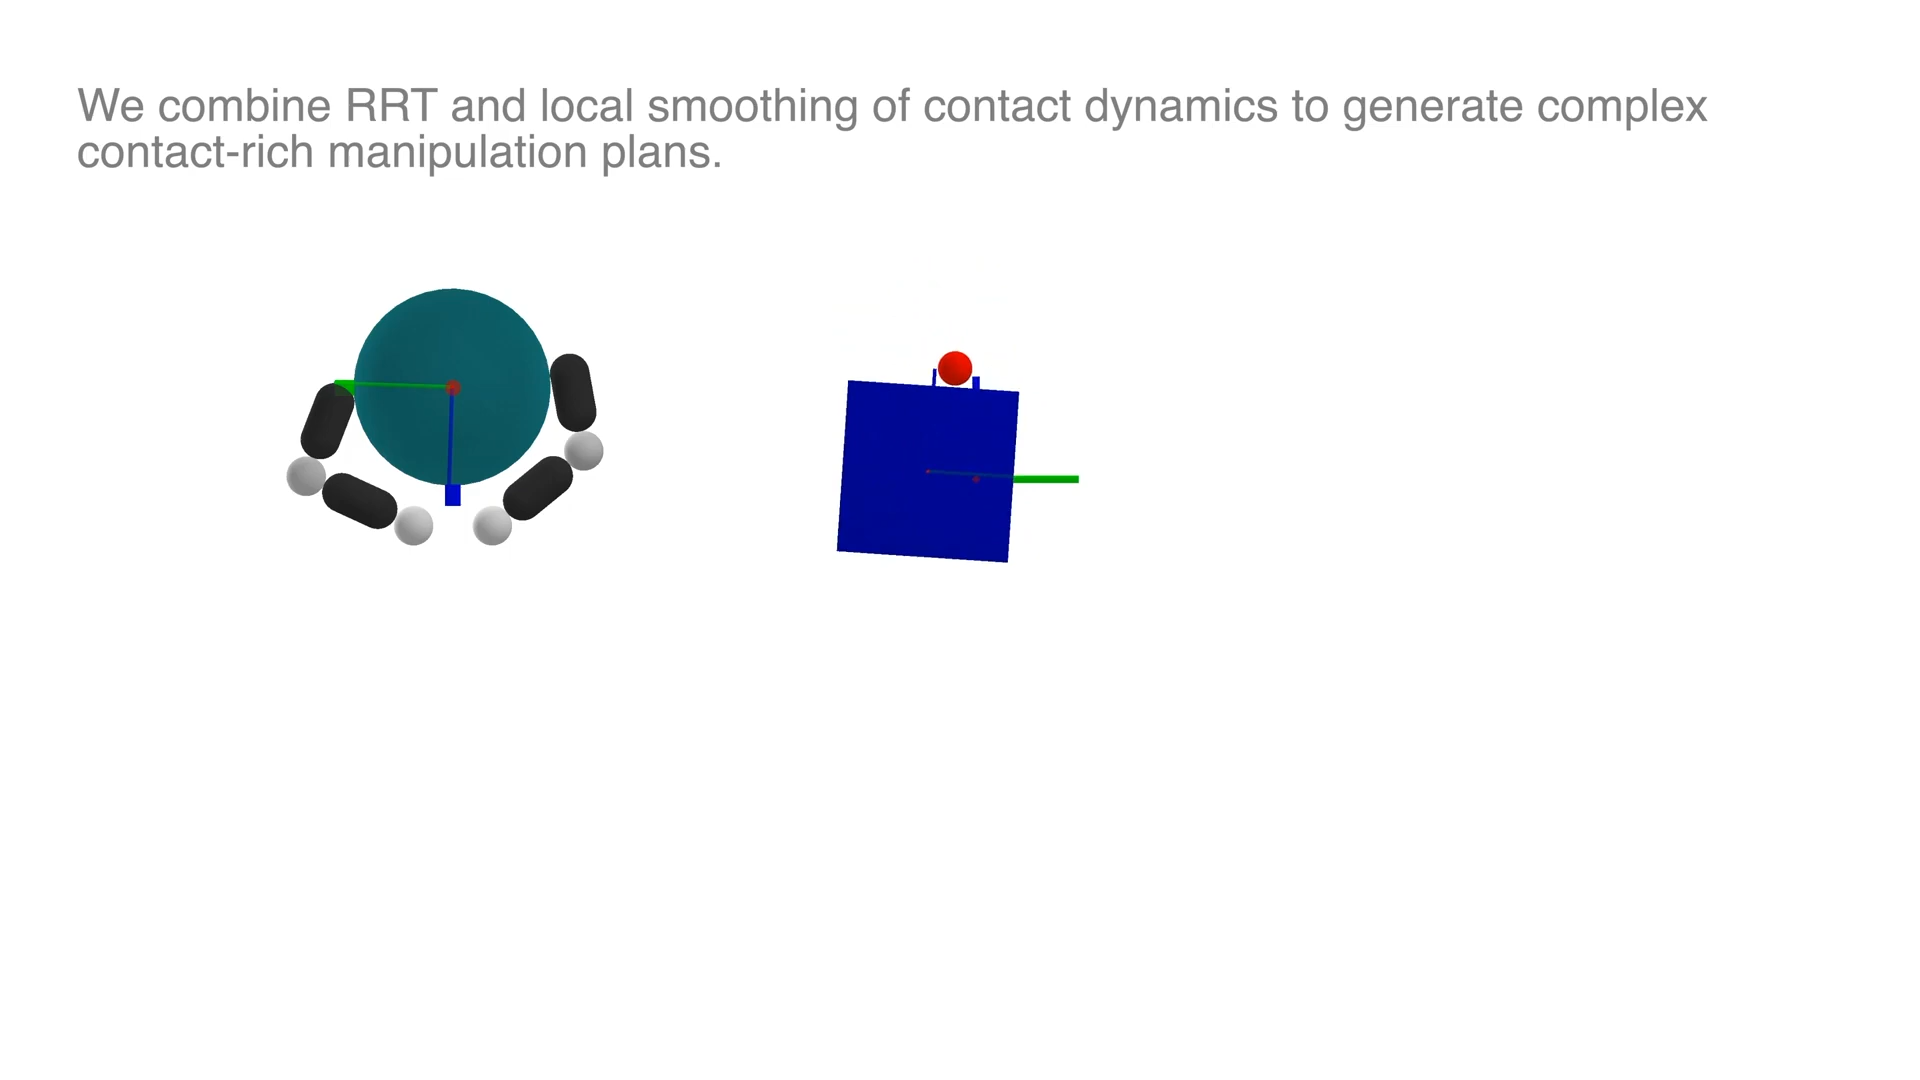 We combine RRT and local smoothing of contact dynamics to generate complex
contact-rich manipulation plans.